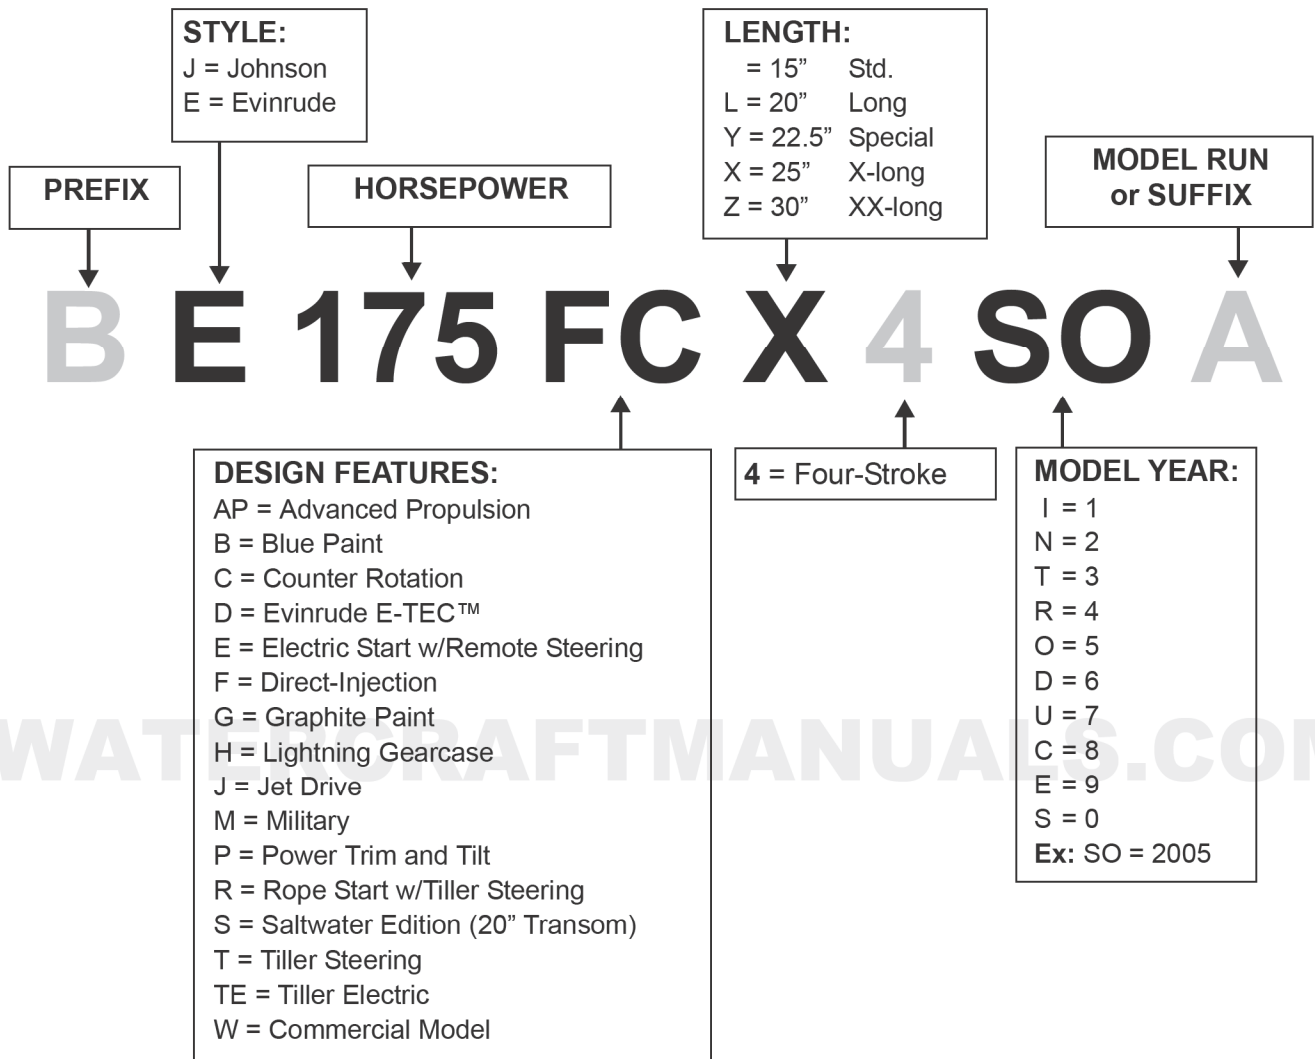 STYLE:
J = Johnson
E = Evinrude
LENGTH:
= 15” Std.
L = 20” Long
Y = 22.5” Special
X = 25” X-long
Z = 30” XX-long
PREFIX
HORSEPOWER
MODEL RUN
or SUFFIX
B E 175 FC X 4 SO A
DESIGN FEATURES:
AP = Advanced Propulsion
B = Blue Paint
C = Counter Rotation
D = Evinrude E-TEC™
E = Electric Start w/Remote Steering
F = Direct-Injection
G = Graphite Paint
H = Lightning Gearcase
J = Jet Drive
M = Military
P = Power Trim and Tilt
R = Rope Start w/Tiller Steering
S = Saltwater Edition (20” Transom)
T = Tiller Steering
TE = Tiller Electric
W = Commercial Model
4 = Four-Stroke
MODEL YEAR:
I = 1
N = 2
T = 3
R = 4
O = 5
D = 6
U = 7
C = 8
E = 9
S = 0
Ex: SO = 2005
WATERCRAFTMANUALS.COM